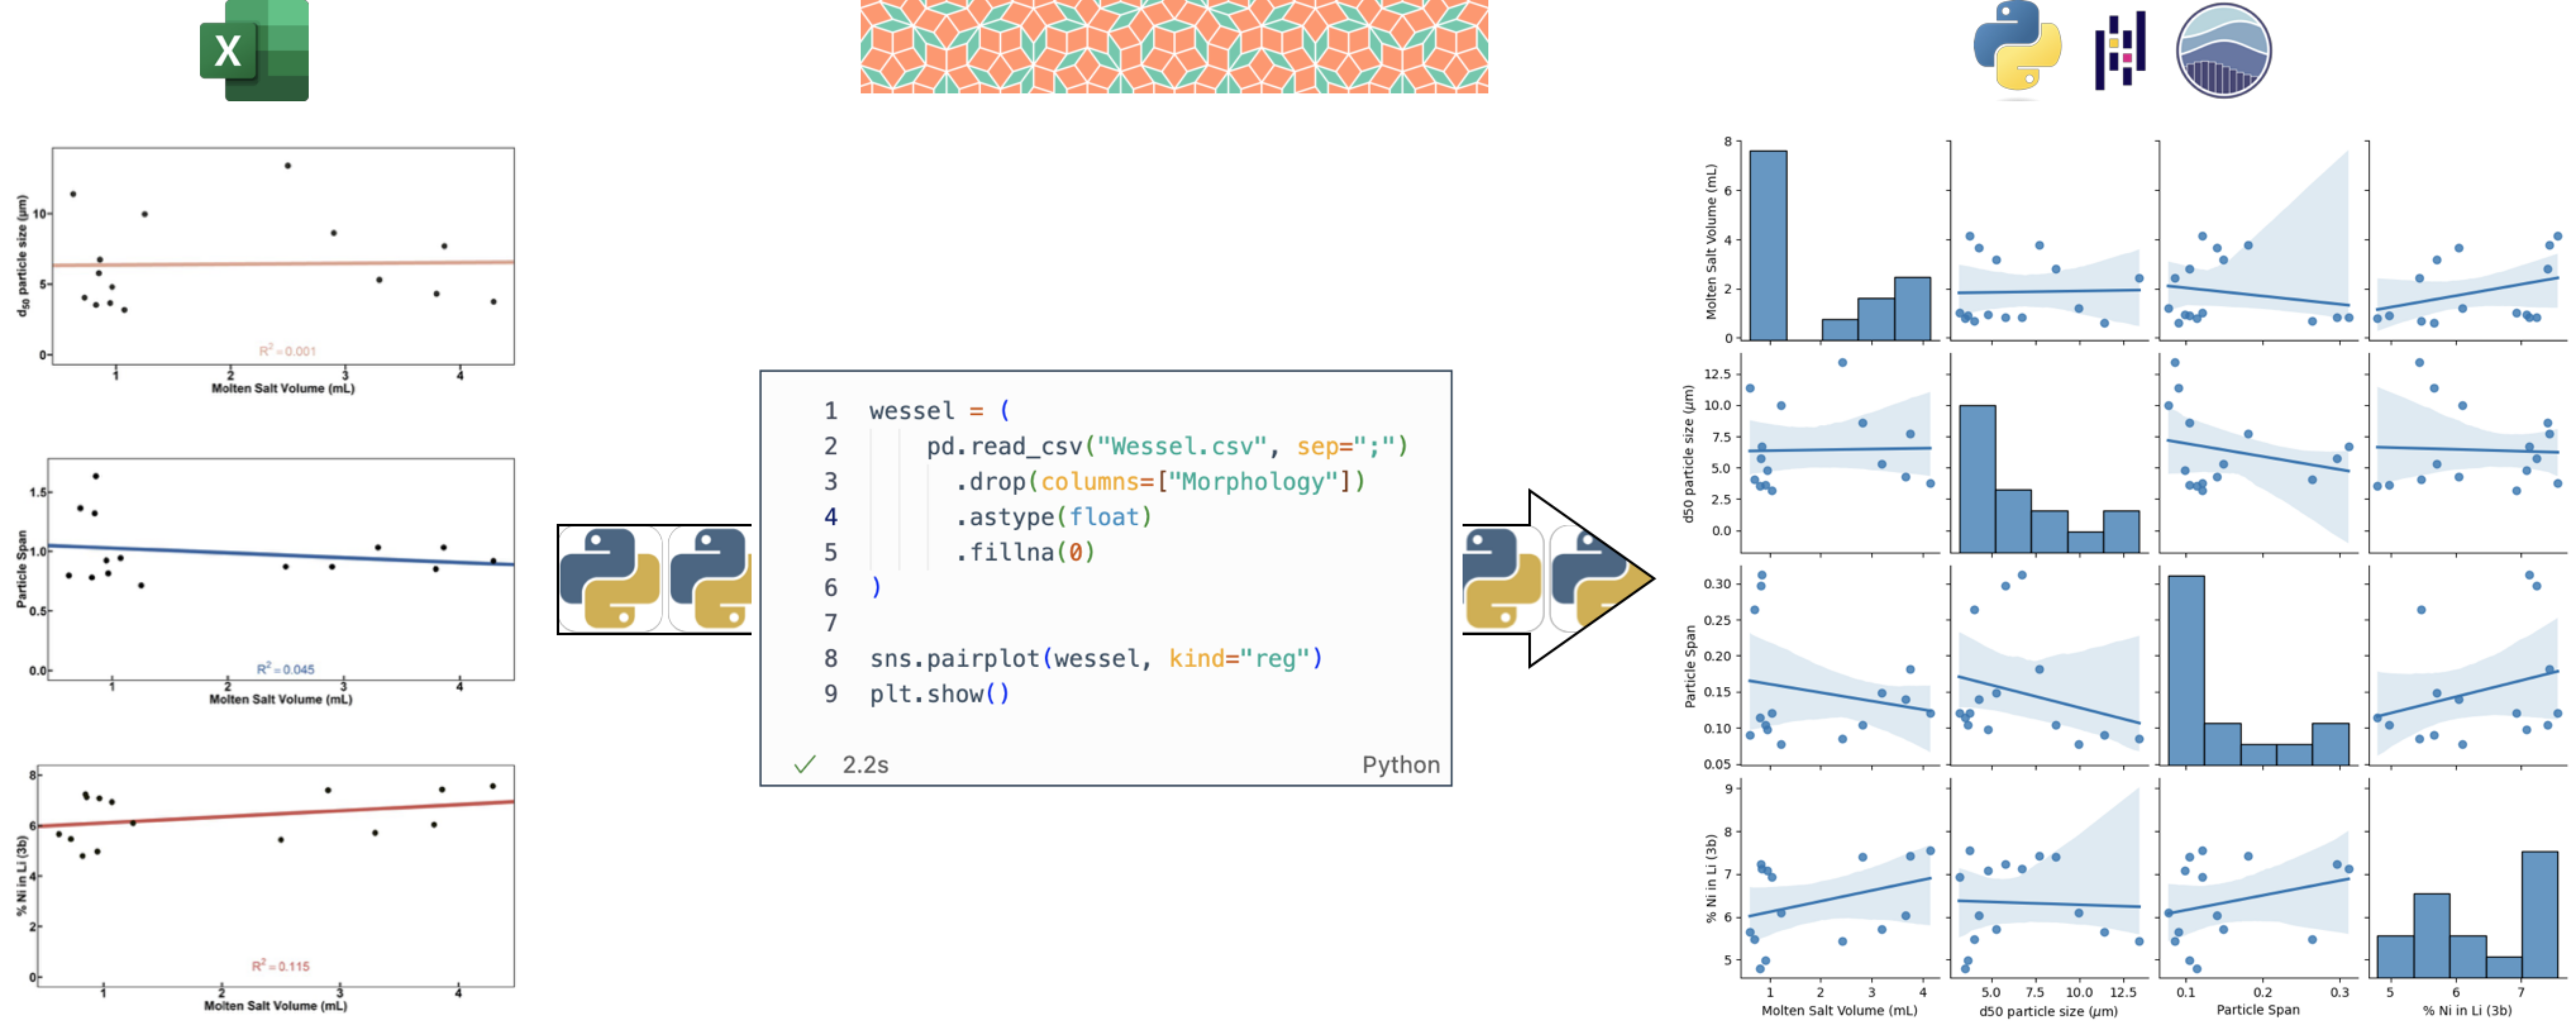 X
d50 particle size (µm)
10
5
0
R² = 0.001
1 2 3 4
Molten Salt Volume (mL)
Particle Span
1.5
1.0
0.5
0.0
R² = 0.045
1 2 3 4
Molten Salt Volume (mL)
% Ni in Li (3b)
8
6
4
2
0
R² = 0.115
1 2 3 4
Molten Salt Volume (mL)
1 wessel = (
2 pd.read_csv("Wessel.csv", sep=";")
3 .drop(columns=["Morphology"])
4 .astype(float)
5 .fillna(0)
6 )
7
8 sns.pairplot(wessel, kind="reg")
9 plt.show()
✓ 2.2s Python
Molten Salt Volume (mL)
8
6
4
2
0
d50 particle size (µm)
12.5
10.0
7.5
5.0
2.5
0.0
Particle Span
0.30
0.25
0.20
0.15
0.10
0.05
% Ni in Li (3b)
9
8
7
6
5
1 2 3 4
Molten Salt Volume (mL)
5.0 7.5 10.0 12.5
d50 particle size (µm)
0.1 0.2 0.3
Particle Span
5 6 7
% Ni in Li (3b)